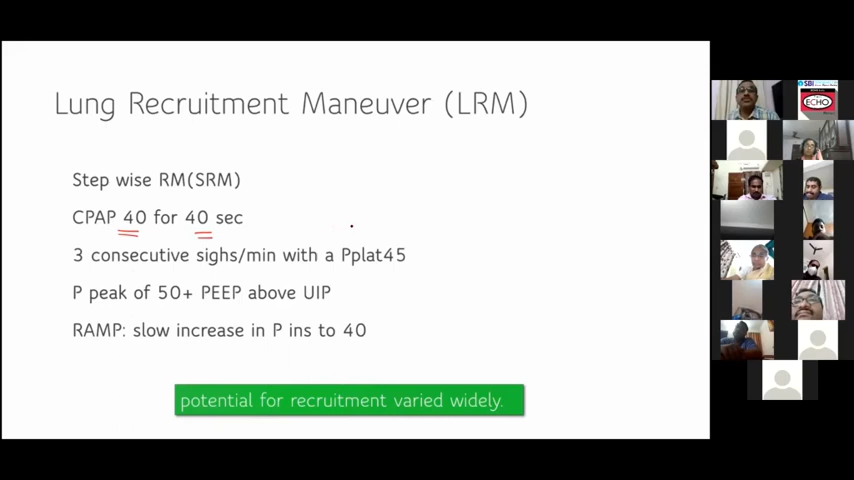 Lung Recruitment Maneuver (LRM)
Step wise RM(SRM)
CPAP 40 for 40 sec
3 consecutive sighs/min with a Pplat45
P peak of 50+ PEEP above UIP
RAMP: slow increase in P ins to 40
potential for recruitment varied widely.
SBI
ECHO